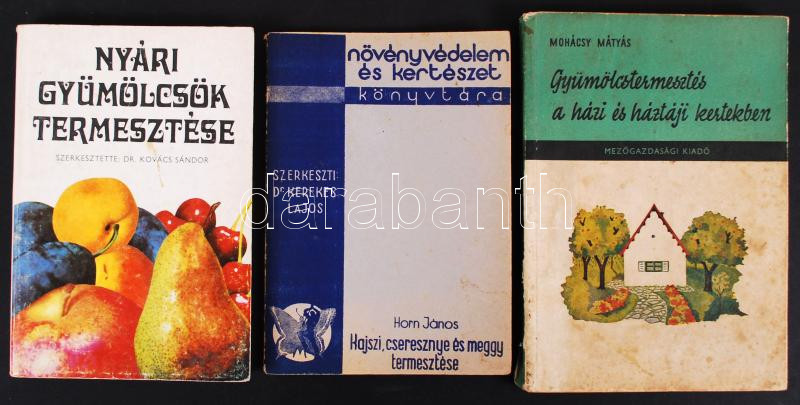 NYÁRI
GYÜMÖLCSÖK
TERMESZTÉSE
SZERKESZTETTE: DR. KOVÁCS SÁNDOR
növényvédelem
és kertészet
könyvtára
SZERKESZTI:
Dr KEREKES
LAJOS
Horn János
Kajszi, cseresznye és meggy
termesztése
MOHÁCSY MÁTYÁS
Gyümölcstermesztés
a házi és háztáji kertekben
MEZŐGAZDASÁGI KIADÓ
darabanth